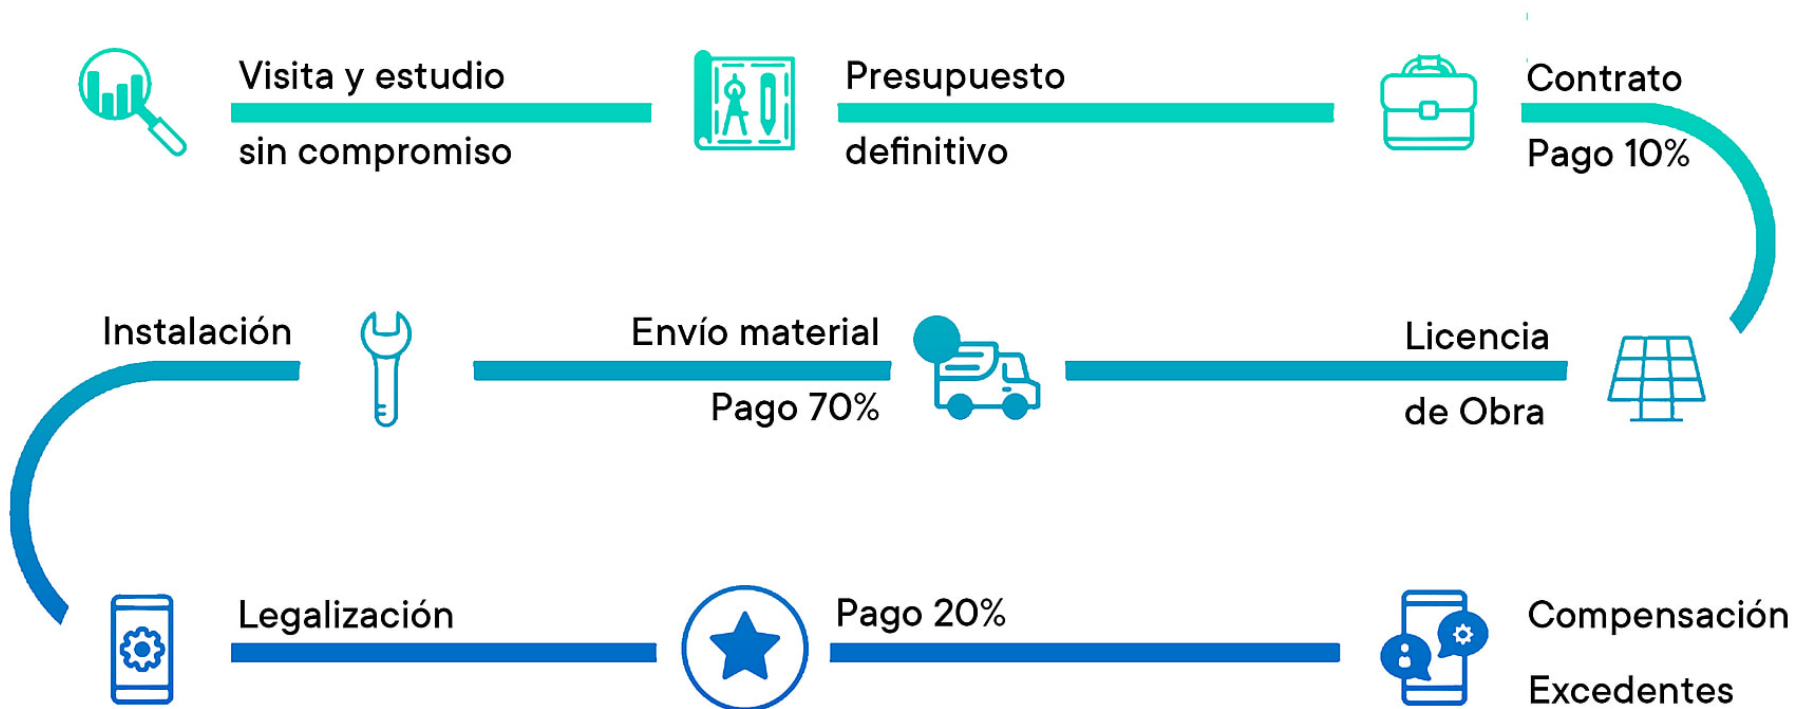 Visita y estudio
sin compromiso
Presupuesto
definitivo
Contrato
Pago 10%
Licencia
de Obra
Envío material
Pago 70%
Instalación
Legalización
Pago 20%
Compensación
Excedentes